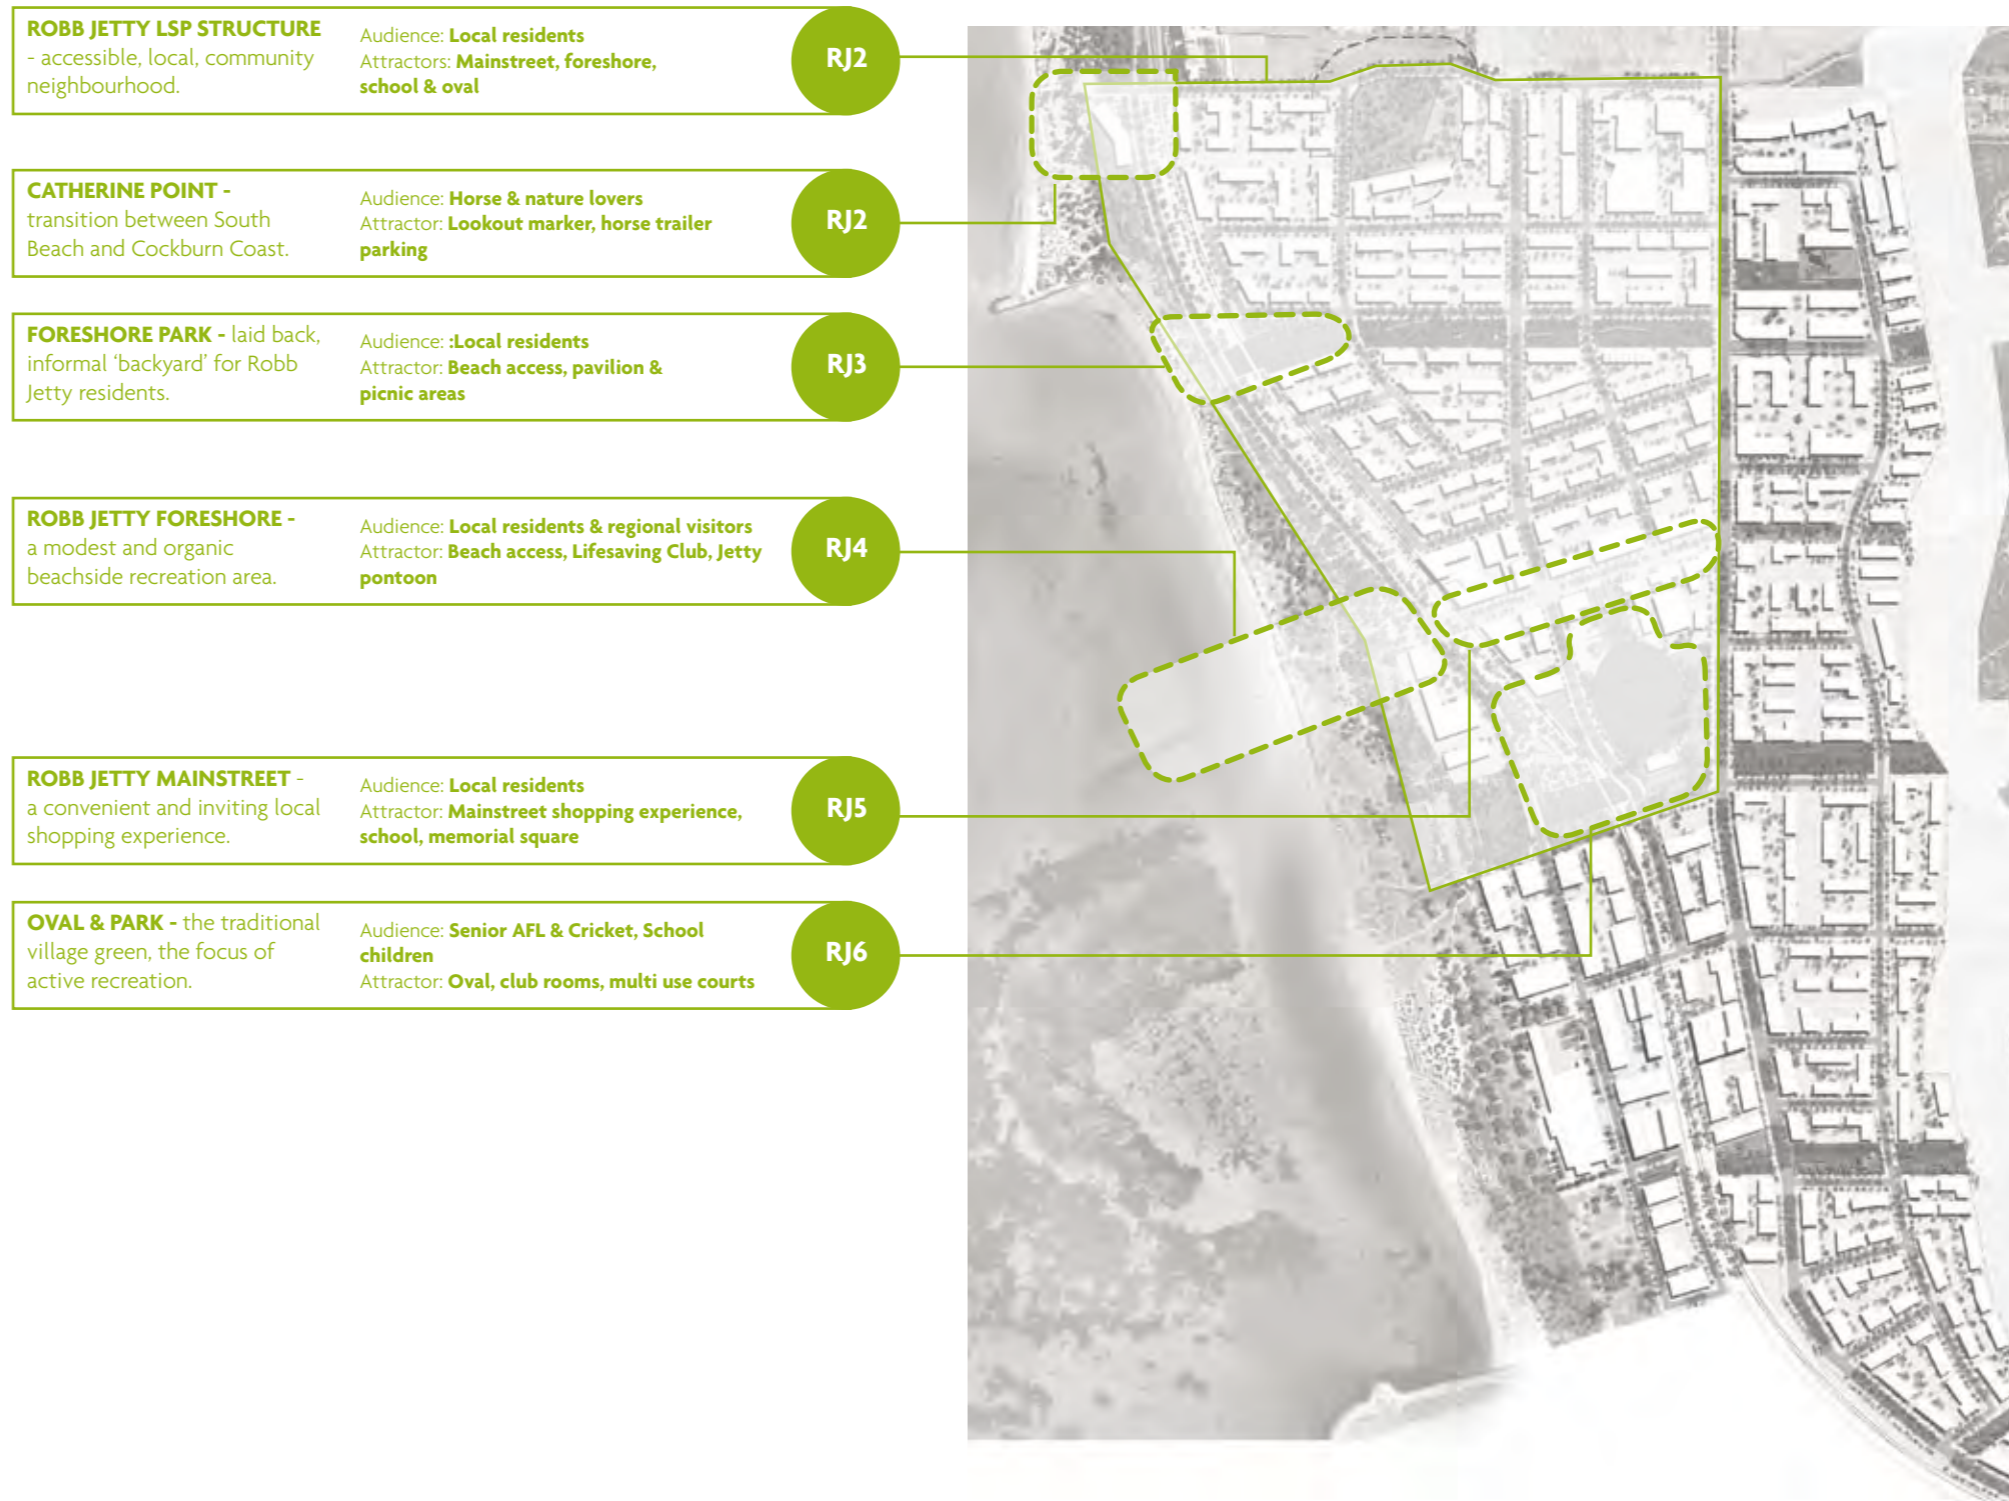 ROBB JETTY LSP STRUCTURE
- accessible, local, community
neighbourhood.
Audience: Local residents
Attractors: Mainstreet, foreshore,
school & oval
RJ2
CATHERINE POINT -
transition between South
Beach and Cockburn Coast.
Audience: Horse & nature lovers
Attractor: Lookout marker, horse trailer
parking
RJ2
FORESHORE PARK - laid back,
informal ‘backyard’ for Robb
Jetty residents.
Audience: :Local residents
Attractor: Beach access, pavilion &
picnic areas
RJ3
ROBB JETTY FORESHORE -
a modest and organic
beachside recreation area.
Audience: Local residents & regional visitors
Attractor: Beach access, Lifesaving Club, Jetty
pontoon
RJ4
ROBB JETTY MAINSTREET -
a convenient and inviting local
shopping experience.
Audience: Local residents
Attractor: Mainstreet shopping experience,
school, memorial square
RJ5
OVAL & PARK - the traditional
village green, the focus of
active recreation.
Audience: Senior AFL & Cricket, School
children
Attractor: Oval, club rooms, multi use courts
RJ6